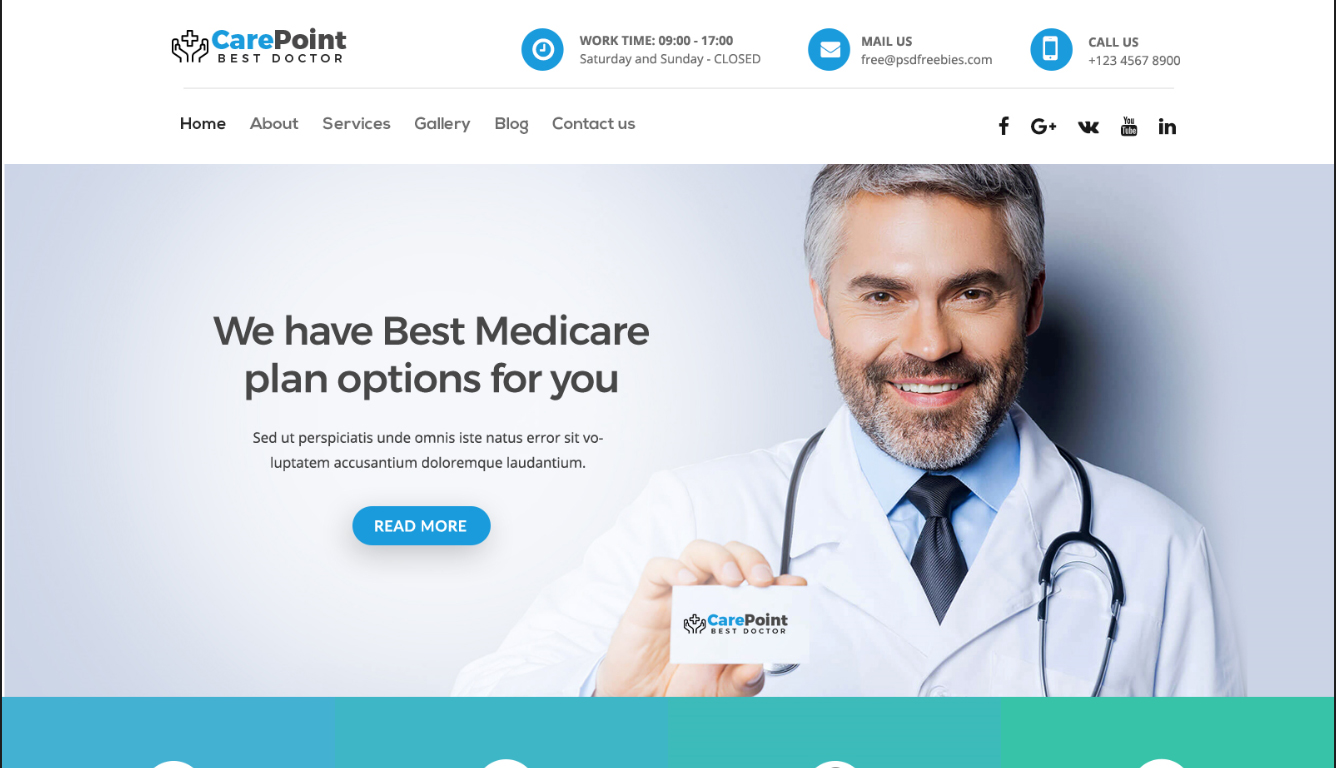 CarePoint
BEST DOCTOR
WORK TIME: 09:00 - 17:00
Saturday and Sunday - CLOSED
MAIL US
free@psdfreebies.com
CALL US
+123 4567 8900
Home About Services Gallery Blog Contact us
You
Tube
We have Best Medicare
plan options for you
Sed ut perspiciatis unde omnis iste natus error sit vo-
luptatem accusantium doloremque laudantium.
READ MORE
CarePoint
BEST DOCTOR